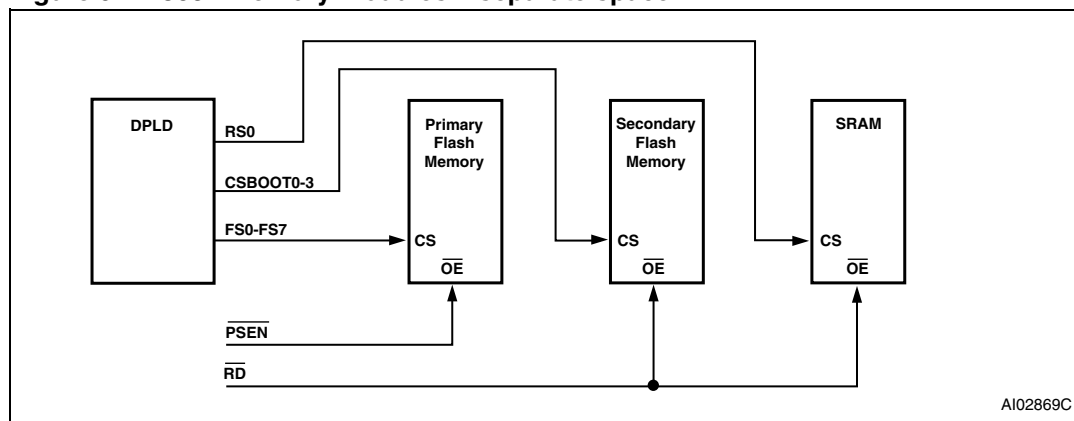 DPLD
RS0
CSBOOT0-3
FS0-FS7
Primary
Flash
Memory
CS
OE
Secondary
Flash
Memory
CS
OE
SRAM
CS
OE
PSEN
RD
AI02869C